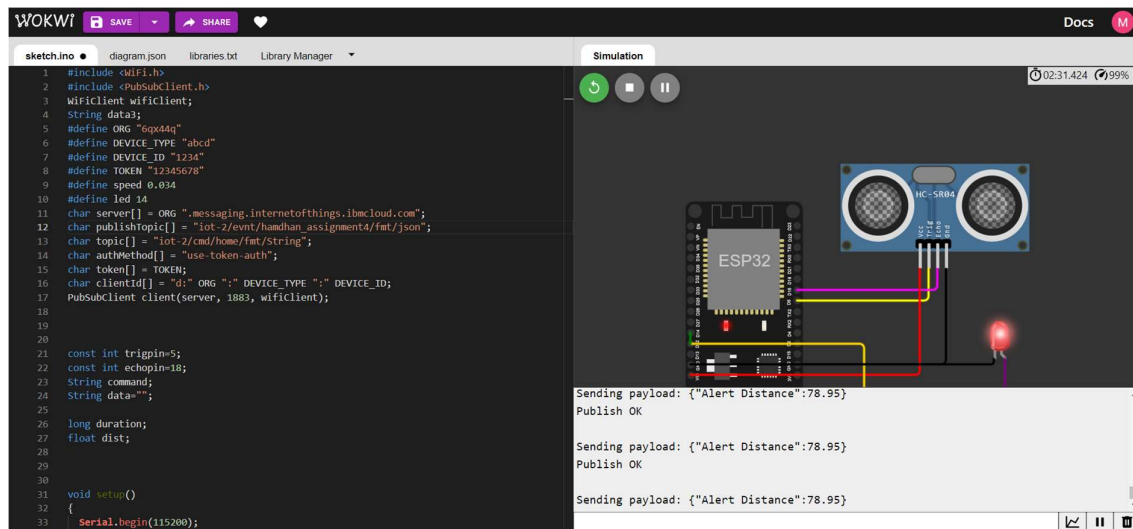 WOKWi SAVE SHARE Docs M
sketch.ino diagram.json libraries.txt Library Manager
Simulation
1 #include <WiFi.h>
2 #include <PubSubClient.h>
3 WiFiClient wifiClient;
4 String data3;
5 #define ORG "6qx44q"
6 #define DEVICE_TYPE "abcd"
7 #define DEVICE_ID "1234"
8 #define TOKEN "12345678"
9 #define speed 0.034
10 #define led 14
11 char server[] = ORG ".messaging.internetofthings.ibmcloud.com";
12 char publishTopic[] = "iot-2/evnt/hamdhan_assignment4/fmt/json";
13 char topic[] = "iot-2/cmd/home/fmt/String";
14 char authMethod[] = "use-token-auth";
15 char token[] = TOKEN;
16 char clientId[] = "d:" ORG ":" DEVICE_TYPE ":" DEVICE_ID;
17 PubSubClient client(server, 1883, wifiClient);
18
19
20
21 const int trigpin=5;
22 const int echopin=18;
23 String command;
24 String data="";
25
26 long duration;
27 float dist;
28
29
30
31 void setup()
32 {
33 Serial.begin(115200);
02:31.424 99%
HC-SR04
Vcc
Trig
Echo
Gnd
ESP32
Sending payload: {"Alert Distance":78.95}
Publish OK
Sending payload: {"Alert Distance":78.95}
Publish OK
Sending payload: {"Alert Distance":78.95}